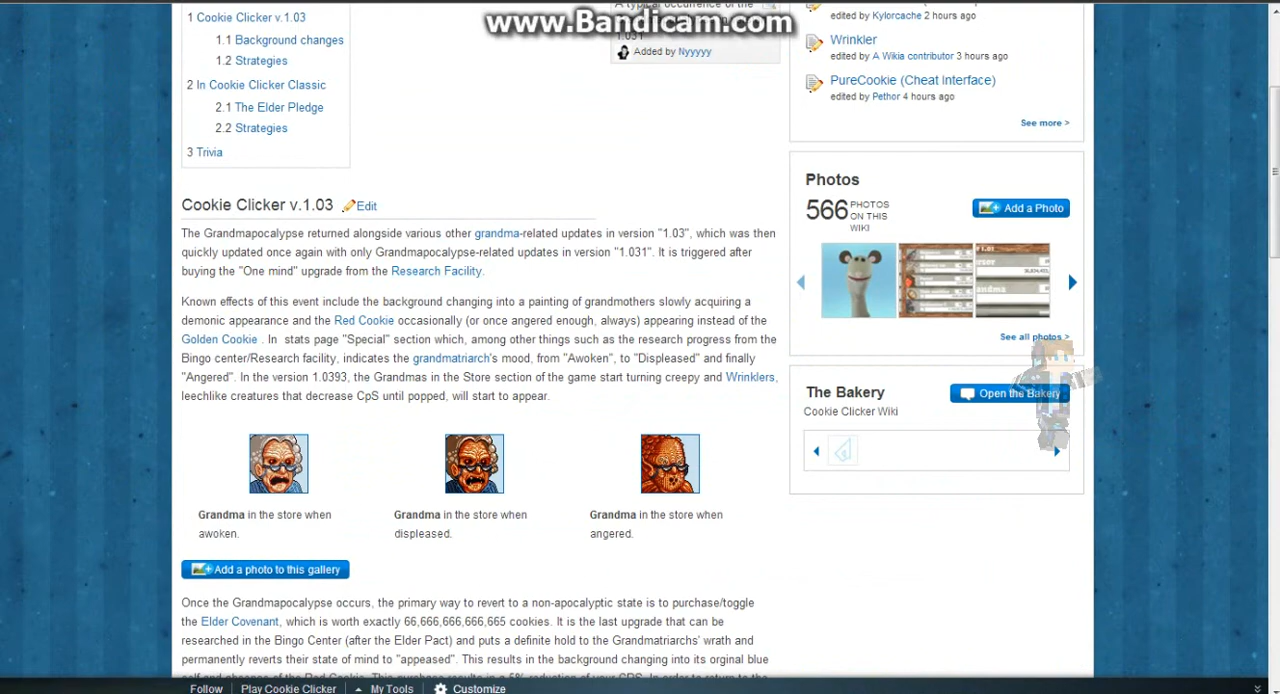 www.Bandicam.com
1 Cookie Clicker v.1.03
1.1 Background changes
1.2 Strategies
2 In Cookie Clicker Classic
2.1 The Elder Pledge
2.2 Strategies
3 Trivia
A typical occurrence of the
1.031
Added by Nyyyyy
Cookie Clicker v.1.03 Edit
The Grandmapocalypse returned alongside various other grandma-related updates in version "1.03", which was then
quickly updated once again with only Grandmapocalypse-related updates in version "1.031". It is triggered after
buying the "One mind" upgrade from the Research Facility.
Known effects of this event include the background changing into a painting of grandmothers slowly acquiring a
demonic appearance and the Red Cookie occasionally (or once angered enough, always) appearing instead of the
Golden Cookie . In stats page "Special" section which, among other things such as the research progress from the
Bingo center/Research facility, indicates the grandmatriarch's mood, from "Awoken", to "Displeased" and finally
"Angered". In the version 1.0393, the Grandmas in the Store section of the game start turning creepy and Wrinklers,
leechlike creatures that decrease CpS until popped, will start to appear.
Grandma in the store when
awoken.
Grandma in the store when
displeased.
Grandma in the store when
angered.
Add a photo to this gallery
Once the Grandmapocalypse occurs, the primary way to revert to a non-apocalyptic state is to purchase/toggle
the Elder Covenant, which is worth exactly 66,666,666,666,665 cookies. It is the last upgrade that can be
researched in the Bingo Center (after the Elder Pact) and puts a definite hold to the Grandmatriarchs' wrath and
permanently reverts their state of mind to "appeased". This results in the background changing into its orginal blue
edited by Kylorcache 2 hours ago
Wrinkler
edited by A Wikia contributor 3 hours ago
PureCookie (Cheat Interface)
edited by Pethor 4 hours ago
See more >
Photos
566 PHOTOS
ON THIS
WIKI
Add a Photo
See all photos >
The Bakery
Open the Bakery
Cookie Clicker Wiki
Follow Play Cookie Clicker My Tools Customize